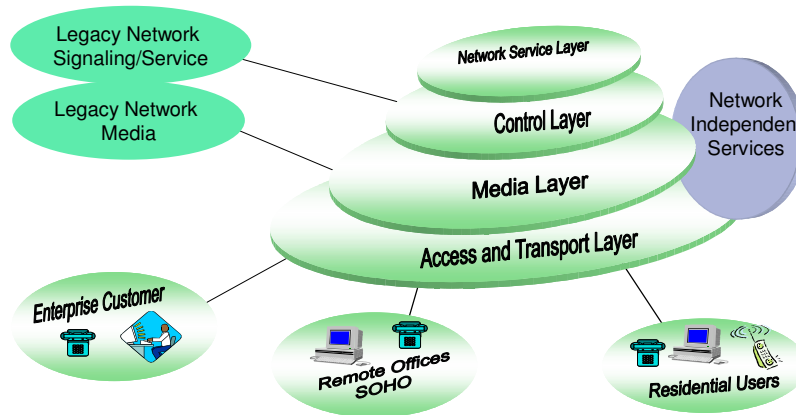 Legacy Network
Signaling/Service
Legacy Network
Media
Network Service Layer
Control Layer
Media Layer
Access and Transport Layer
Network
Independen
Services
Enterprise Customer
Remote Offices
SOHO
Residential Users